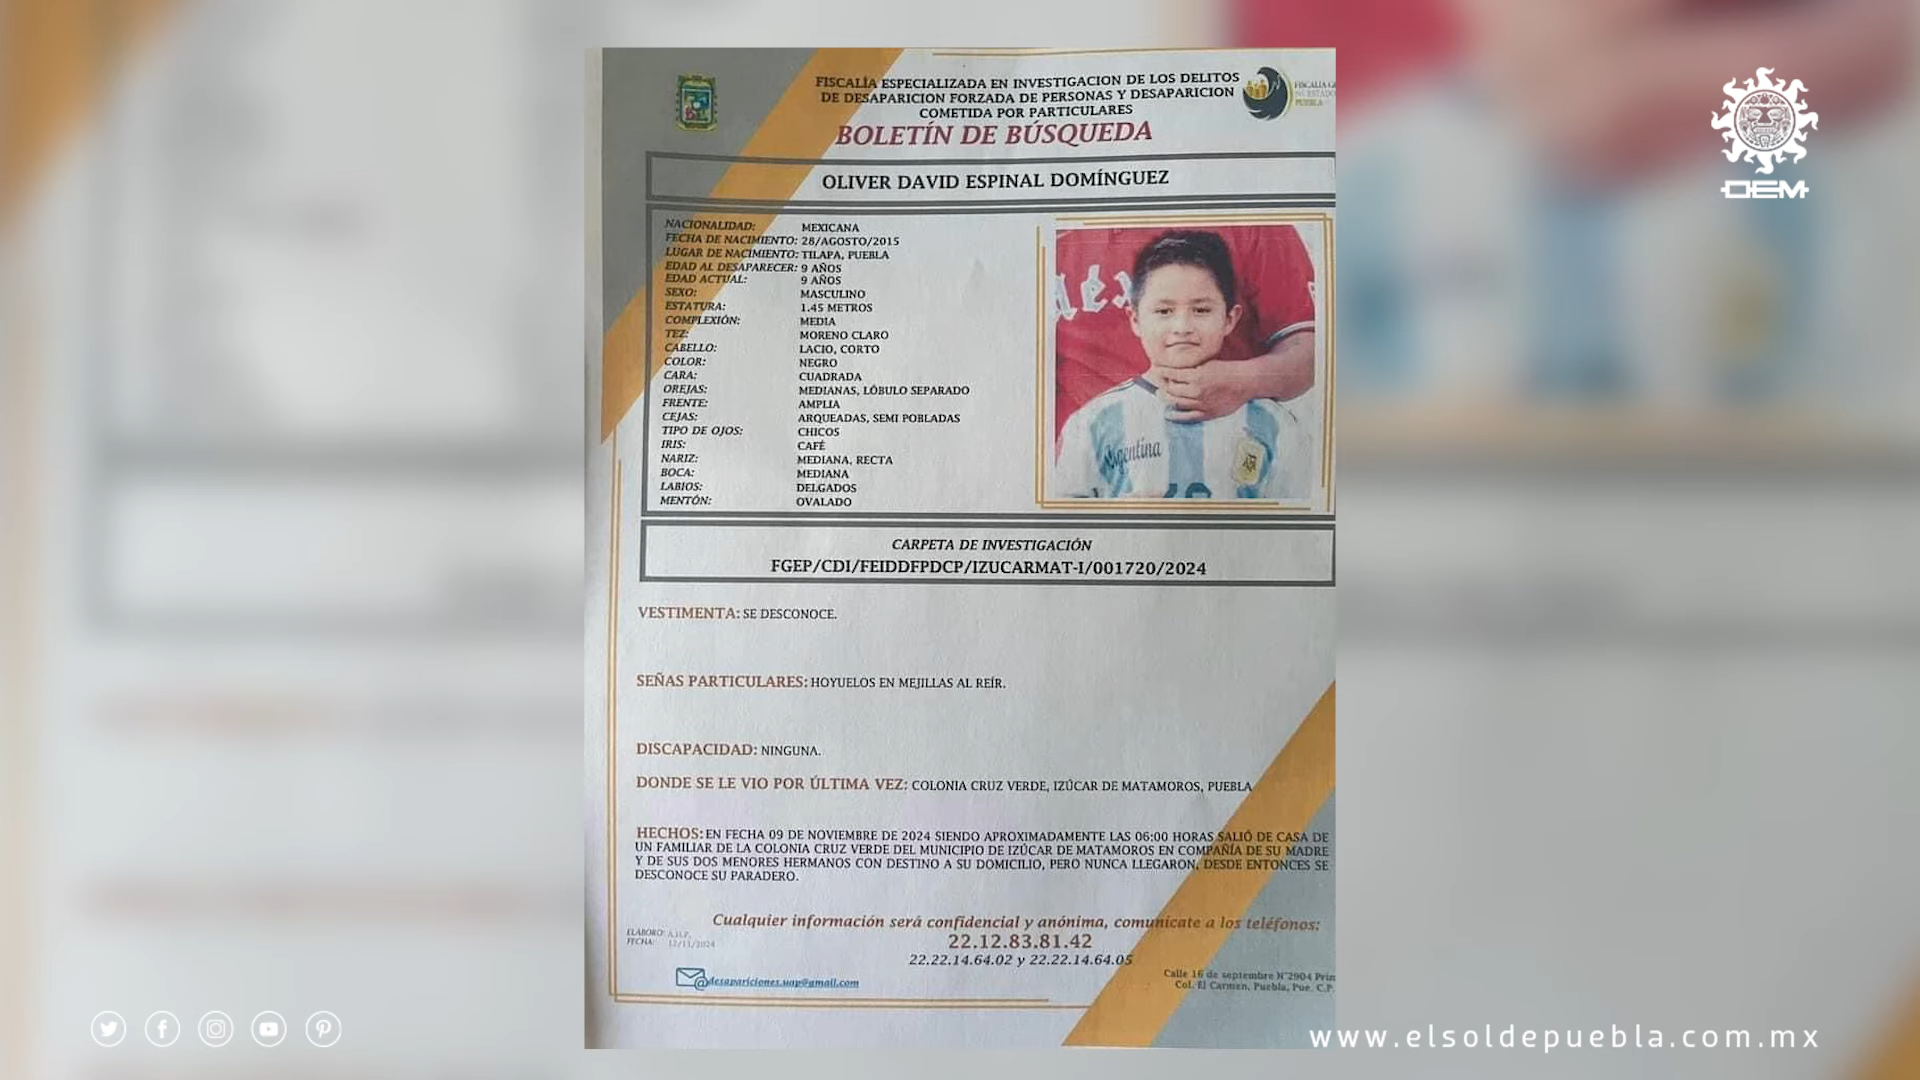 FISCALÍA ESPECIALIZADA EN INVESTIGACION DE LOS DELITOS
DE DESAPARICION FORZADA DE PERSONAS Y DESAPARICION
COMETIDA POR PARTICULARES
BOLETÍN DE BÚSQUEDA
FISCALÍA
PUEBLA
OEM
OLIVER DAVID ESPINAL DOMÍNGUEZ
NACIONALIDAD: MEXICANA
FECHA DE NACIMIENTO: 28/AGOSTO/2015
LUGAR DE NACIMIENTO: TILAPA, PUEBLA
EDAD AL DESAPARECER: 9 AÑOS
EDAD ACTUAL: 9 AÑOS
SEXO: MASCULINO
ESTATURA: 1.45 METROS
COMPLEXIÓN: MEDIA
TEZ: MORENO CLARO
CABELLO: LACIO, CORTO
COLOR: NEGRO
CARA: CUADRADA
OREJAS: MEDIANAS, LÓBULO SEPARADO
FRENTE: AMPLIA
CEJAS: ARQUEADAS, SEMI POBLADAS
TIPO DE OJOS: CHICOS
IRIS: CAFÉ
NARIZ: MEDIANA, RECTA
BOCA: MEDIANA
LABIOS: DELGADOS
MENTÓN: OVALADO
Argentina
CARPETA DE INVESTIGACIÓN
FGEP/CDI/FEIDDFPDCP/IZUCARMAT-I/001720/2024
VESTIMENTA: SE DESCONOCE.
SEÑAS PARTICULARES: HOYUELOS EN MEJILLAS AL REÍR.
DISCAPACIDAD: NINGUNA.
DONDE SE LE VIO POR ÚLTIMA VEZ: COLONIA CRUZ VERDE, IZÚCAR DE MATAMOROS, PUEBLA
HECHOS: EN FECHA 09 DE NOVIEMBRE DE 2024 SIENDO APROXIMADAMENTE LAS 06:00 HORAS SALIÓ DE CASA DE
UN FAMILIAR DE LA COLONIA CRUZ VERDE DEL MUNICIPIO DE IZÚCAR DE MATAMOROS EN COMPAÑÍA DE SU MADRE
Y DE SUS DOS MENORES HERMANOS CON DESTINO A SU DOMICILIO, PERO NUNCA LLEGARON, DESDE ENTONCES SE
DESCONOCE SU PARADERO.
Cualquier información será confidencial y anónima, comunícate a los teléfonos:
22.12.83.81.42
22.22.14.64.02 y 22.22.14.64.05
ELABORÓ:
FECHA: 12/11/2024
desapariciones.uap@gmail.com
Calle 16 de septiembre N°2904 Prim
Col. El Carmen, Puebla, Pue. C.P.
www.elsoldepuebla.com.mx